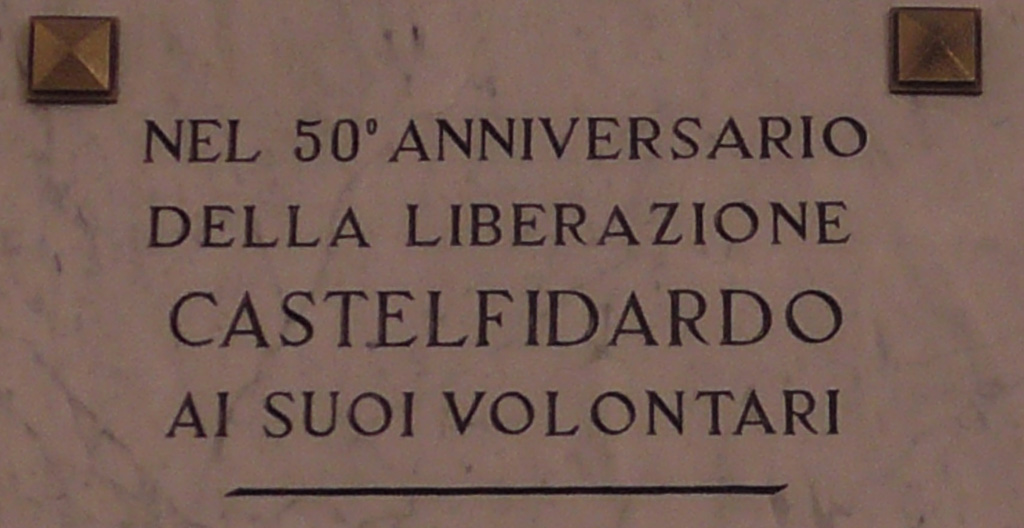 NEL 50° ANNIVERSARIO
DELLA LIBERAZIONE
CASTELFIDARDO
AI SUOI VOLONTARI